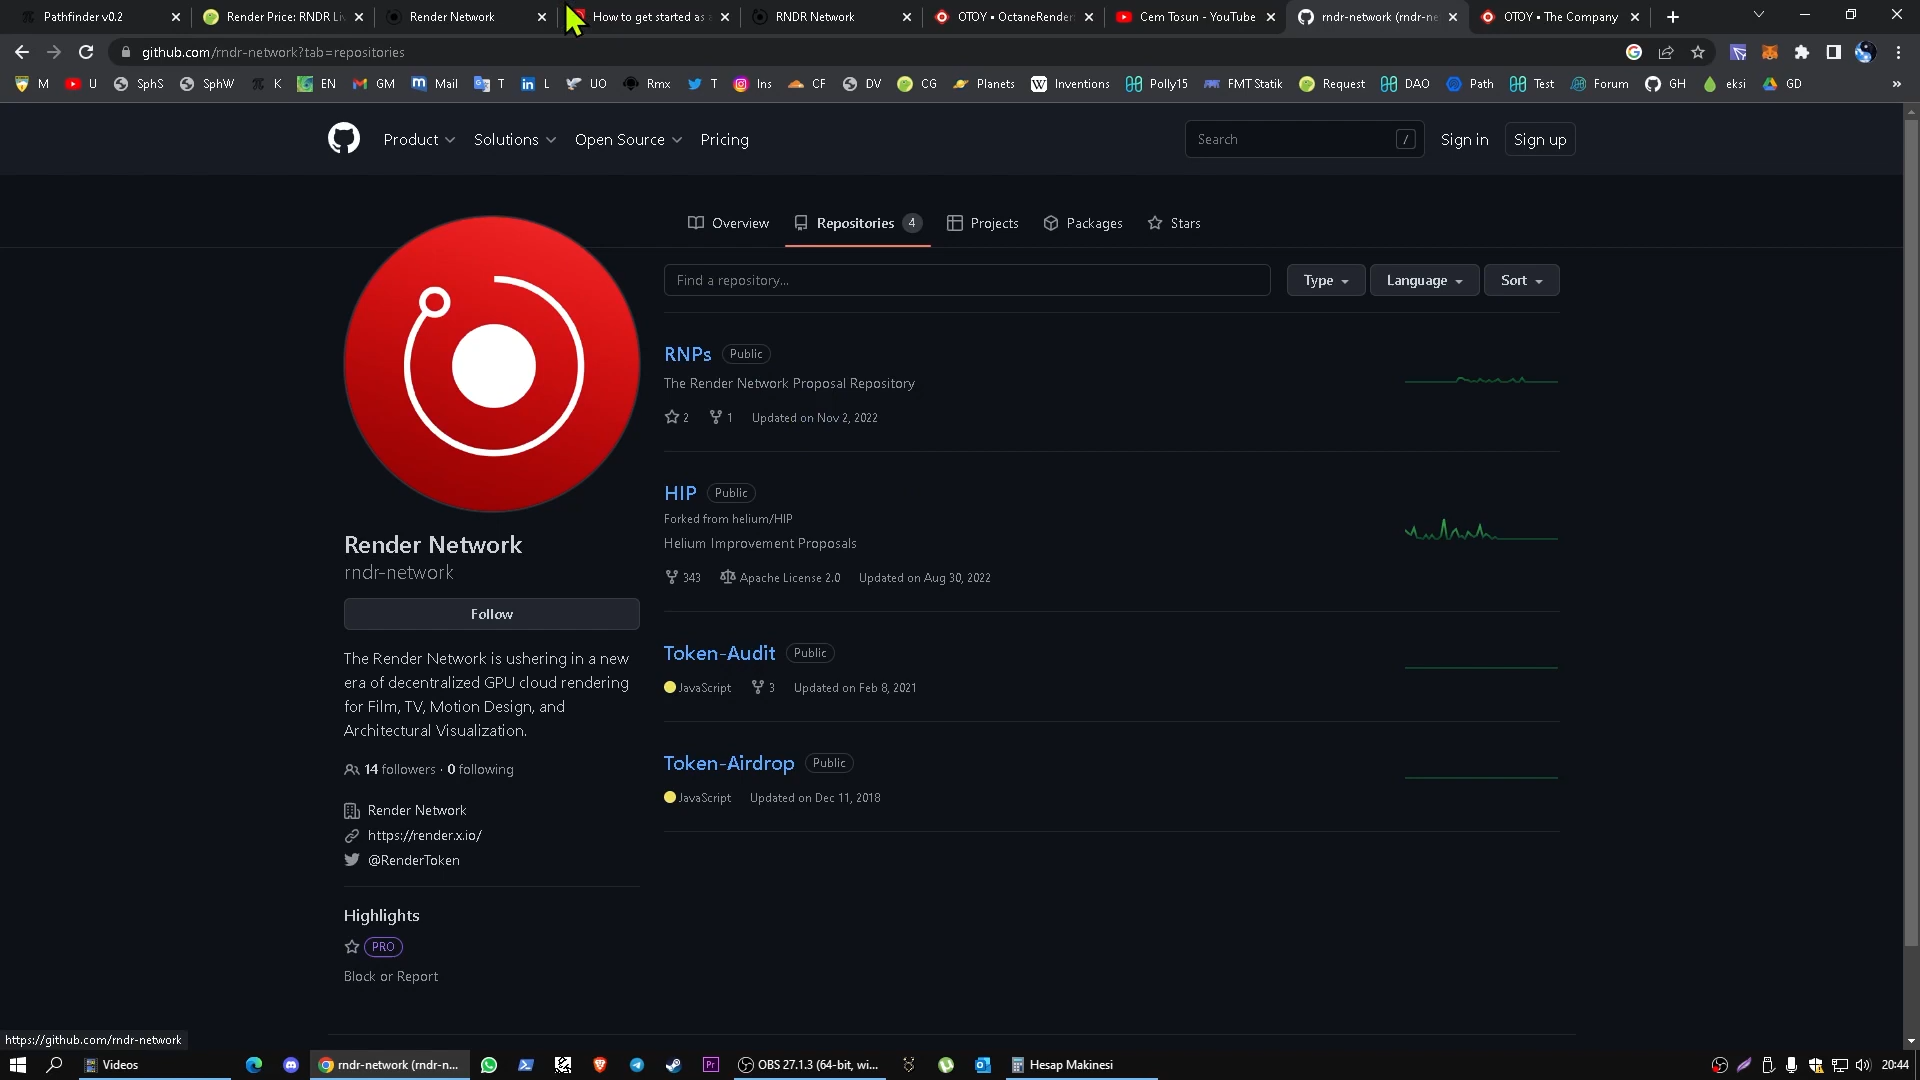 Pathfinder v0.2
Render Price: RNDR Li
Render Network
How to get started as
RNDR Network
OTOY • OctaneRender
Cem Tosun - YouTube
rndr-network (rndr-ne
OTOY • The Company
github.com/rndr-network?tab=repositories
M
U
SphS
SphW
K
EN
GM
Mail
T
L
UO
Rmx
T
Ins
CF
DV
CG
Planets
Inventions
Polly15
FMT Statik
Request
DAO
Path
Test
Forum
GH
eksi
GD
»
Product
Solutions
Open Source
Pricing
Search
/
Sign in
Sign up
Overview
Repositories 4
Projects
Packages
Stars
Find a repository...
Type
Language
Sort
RNPs Public
The Render Network Proposal Repository
2 1 Updated on Nov 2, 2022
HIP Public
Forked from helium/HIP
Helium Improvement Proposals
343 Apache License 2.0 Updated on Aug 30, 2022
Token-Audit Public
JavaScript 3 Updated on Feb 8, 2021
Token-Airdrop Public
JavaScript Updated on Dec 11, 2018
Render Network
rndr-network
Follow
The Render Network is ushering in a new
era of decentralized GPU cloud rendering
for Film, TV, Motion Design, and
Architectural Visualization.
14 followers · 0 following
Render Network
https://render.x.io/
@RenderToken
Highlights
PRO
Block or Report
https://github.com/rndr-network
Videos
rndr-network (rndr-n...
Pr
OBS 27.1.3 (64-bit, wi...
Hesap Makinesi
20:44